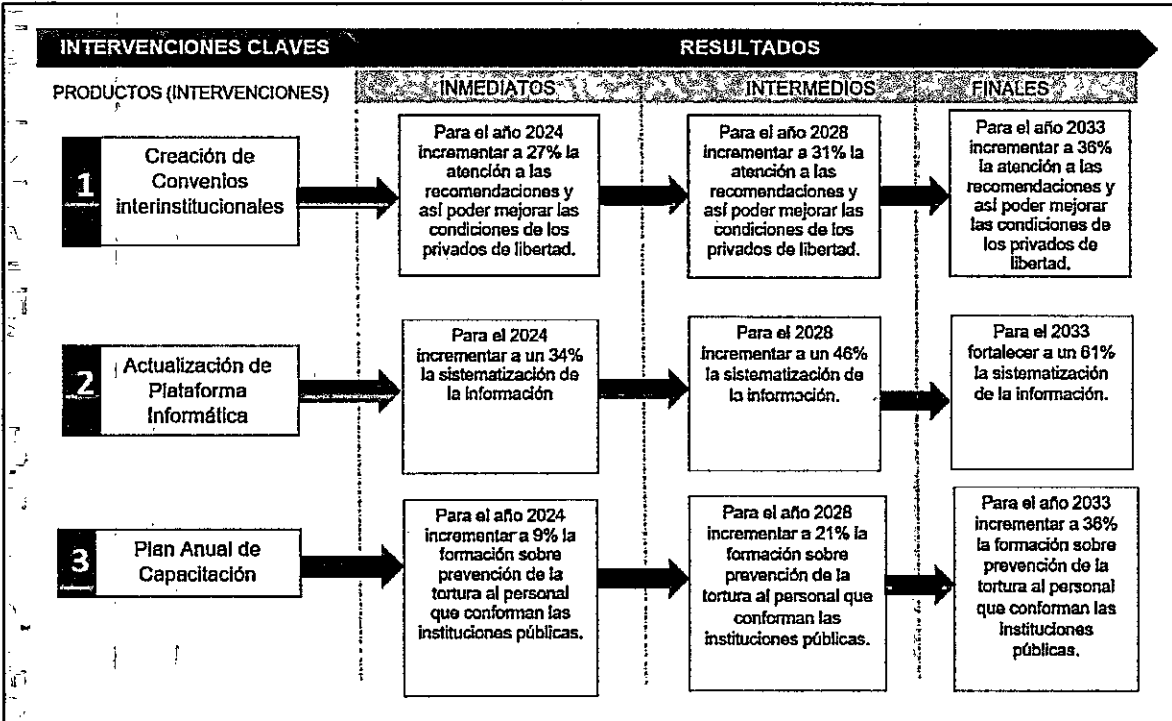 INTERVENCIONES CLAVES
RESULTADOS
PRODUCTOS (INTERVENCIONES)
INMEDIATOS
INTERMEDIOS
FINALES
1
Creación de
Convenios
interinstitucionales
Para el año 2024
incrementar a 27% la
atención a las
recomendaciones y
así poder mejorar las
condiciones de los
privados de libertad.
Para el año 2028
incrementar a 31% la
atención a las
recomendaciones y
así poder mejorar las
condiciones de los
privados de libertad.
Para el año 2033
incrementar a 36%
la atención a las
recomendaciones y
así poder mejorar
las condiciones de
los privados de
libertad.
2
Actualización de
Plataforma
Informática
Para el 2024
incrementar a un 34%
la sistematización de
la información
Para el 2028
incrementar a un 46%
la sistematización de
la información.
Para el 2033
fortalecer a un 61%
la sistematización
de la información.
3
Plan Anual de
Capacitación
Para el año 2024
incrementar a 9% la
formación sobre
prevención de la
tortura al personal
que conforman las
instituciones públicas.
Para el año 2028
incrementar a 21% la
formación sobre
prevención de la
tortura al personal que
conforman las
instituciones públicas.
Para el año 2033
incrementar a 36%
la formación sobre
prevención de la
tortura al personal
que conforman las
instituciones
públicas.